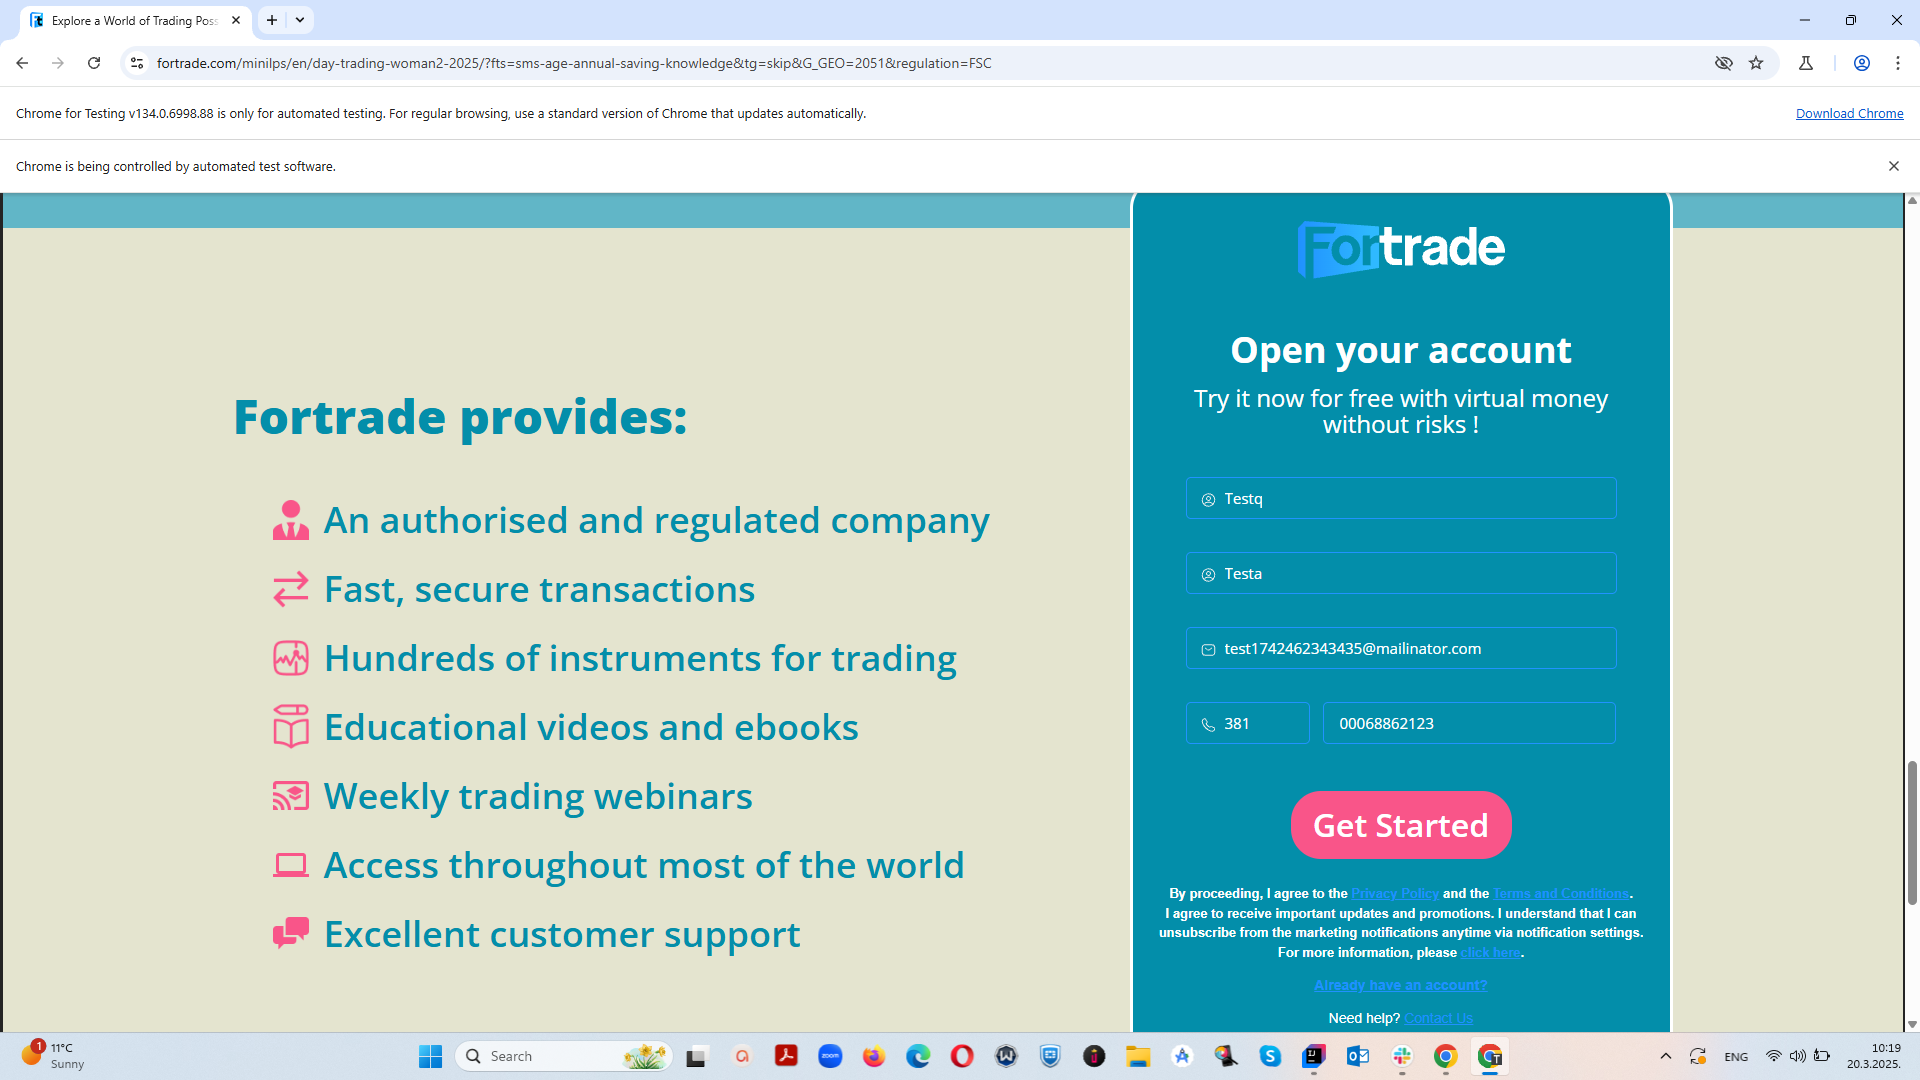 Explore a World of Trading Poss
fortrade.com/minilps/en/day-trading-woman2-2025/?fts=sms-age-annual-saving-knowledge&tg=skip&G_GEO=2051&regulation=FSC
Chrome for Testing v134.0.6998.88 is only for automated testing. For regular browsing, use a standard version of Chrome that updates automatically.
Download Chrome
Chrome is being controlled by automated test software.
Fortrade provides:
An authorised and regulated company
Fast, secure transactions
Hundreds of instruments for trading
Educational videos and ebooks
Weekly trading webinars
Access throughout most of the world
Excellent customer support
Fortrade
Open your account
Try it now for free with virtual money
without risks !
Testq
Testa
test1742462343435@mailinator.com
381
00068862123
Get Started
By proceeding, I agree to the Privacy Policy and the Terms and Conditions.
I agree to receive important updates and promotions. I understand that I can
unsubscribe from the marketing notifications anytime via notification settings.
For more information, please click here.
Already have an account?
Need help? Contact Us
1
11°C
Sunny
Search
zoom
ENG
10:19
20.3.2025.